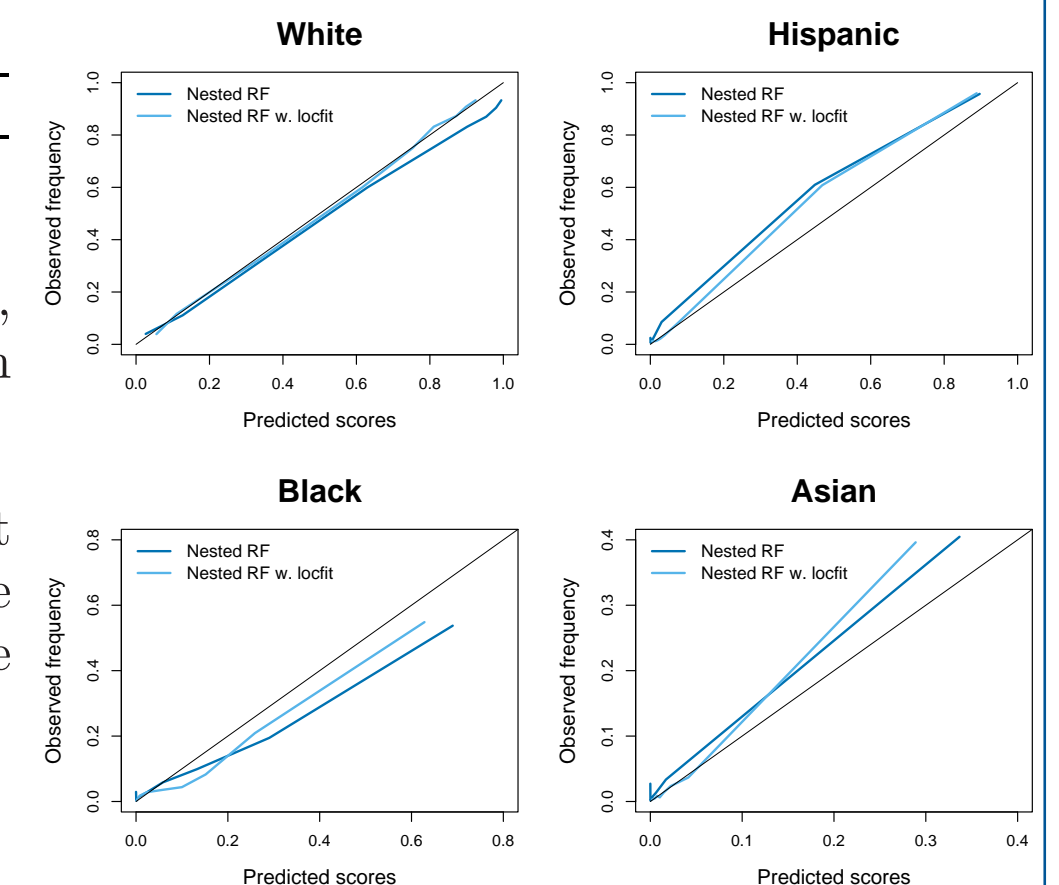 White
Nested RF
Nested RF w. locfit
Observed frequency
0.0 0.2 0.4 0.6 0.8 1.0
0.0 0.2 0.4 0.6 0.8 1.0
Predicted scores
Hispanic
Nested RF
Nested RF w. locfit
Observed frequency
0.0 0.2 0.4 0.6 0.8 1.0
0.0 0.2 0.4 0.6 0.8 1.0
Predicted scores
,
n
Black
Nested RF
Nested RF w. locfit
Observed frequency
0.0 0.2 0.4 0.6 0.8
0.0 0.2 0.4 0.6 0.8
Predicted scores
Asian
Nested RF
Nested RF w. locfit
Observed frequency
0.0 0.1 0.2 0.3 0.4
0.0 0.1 0.2 0.3 0.4
Predicted scores
t
e
e